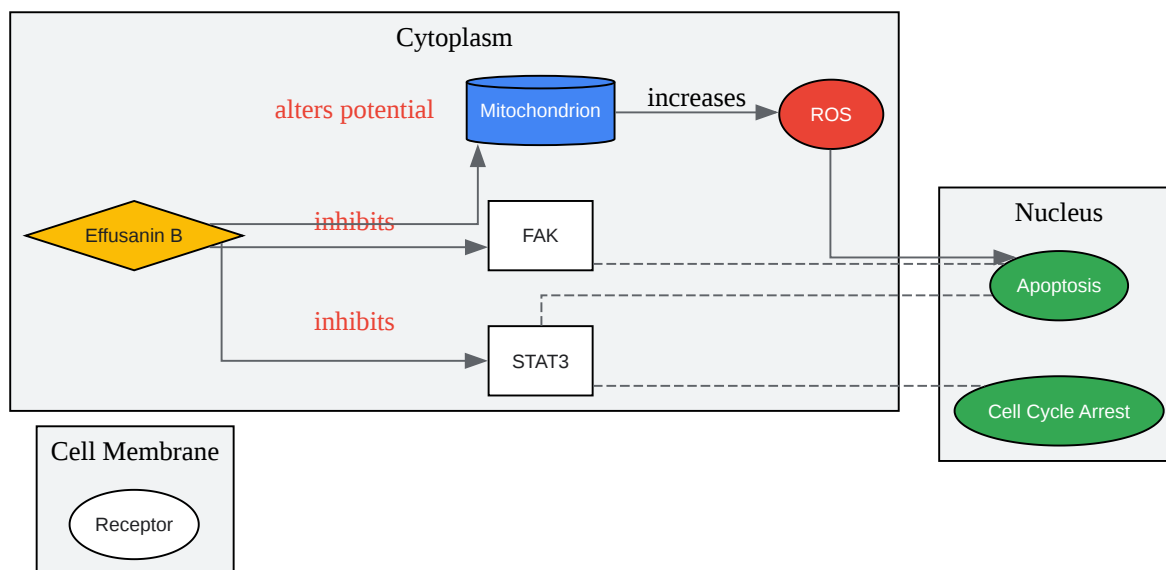 Cytoplasm
alters potential
Mitochondrion
increases
ROS
Effusanin B
inhibits
FAK
inhibits
STAT3
Nucleus
Apoptosis
Cell Cycle Arrest
Cell Membrane
Receptor